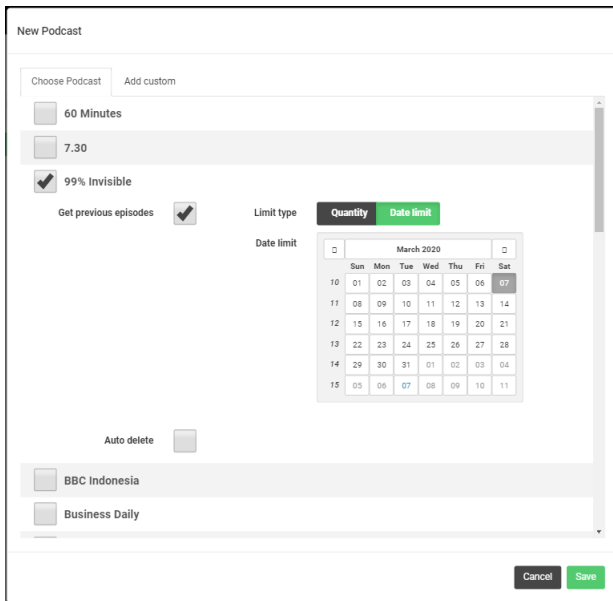 New Podcast
Choose Podcast Add custom
60 Minutes
7.30
99% Invisible
Get previous episodes Limit type Quantity Date limit
Date limit March 2020
Sun Mon Tue Wed Thu Fri Sat
10 01 02 03 04 05 06 07
11 08 09 10 11 12 13 14
12 15 16 17 18 19 20 21
13 22 23 24 25 26 27 28
14 29 30 31 01 02 03 04
15 05 06 07 08 09 10 11
Auto delete
BBC Indonesia
Business Daily
Cancel Save